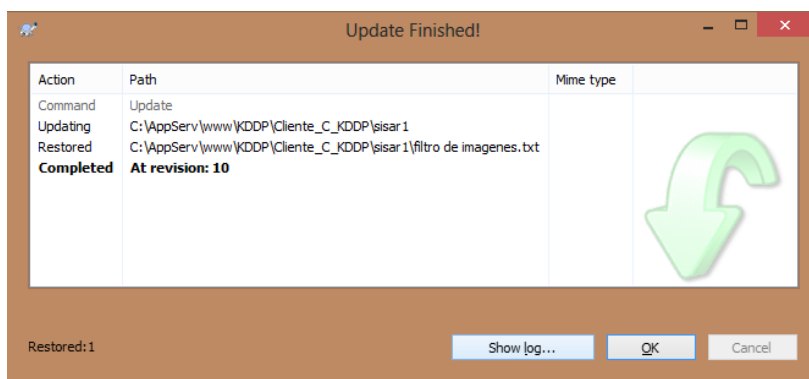 Update Finished!
Action Path Mime type
Command Update
Updating C:\AppServ\www\KDDP\Cliente_C_KDDP\sisar1
Restored C:\AppServ\www\KDDP\Cliente_C_KDDP\sisar1\filtro de imagenes.txt
Completed At revision: 10
Restored:1 Show log... OK Cancel